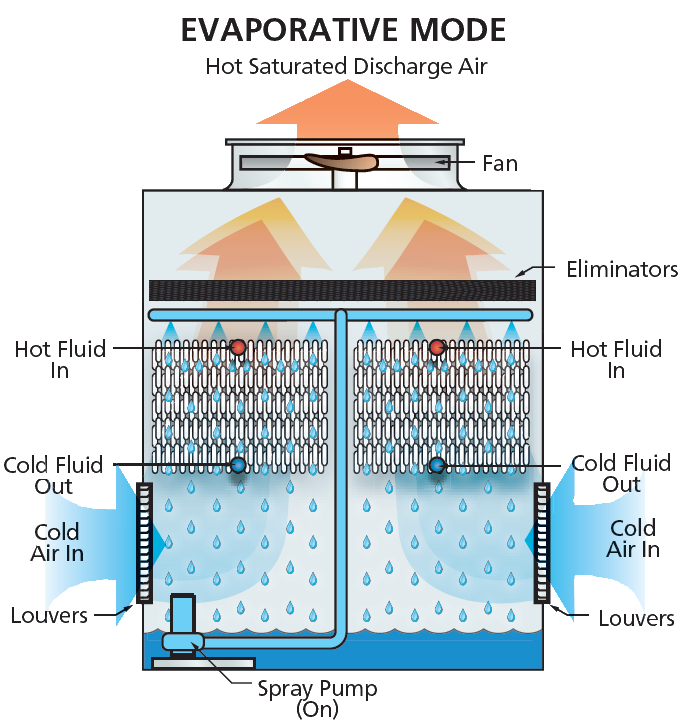 EVAPORATIVE MODE
Hot Saturated Discharge Air
Fan
Eliminators
Hot Fluid
In
Hot Fluid
In
Cold Fluid
Out
Cold Fluid
Out
Cold
Air In
Cold
Air In
Louvers
Louvers
Spray Pump
(On)